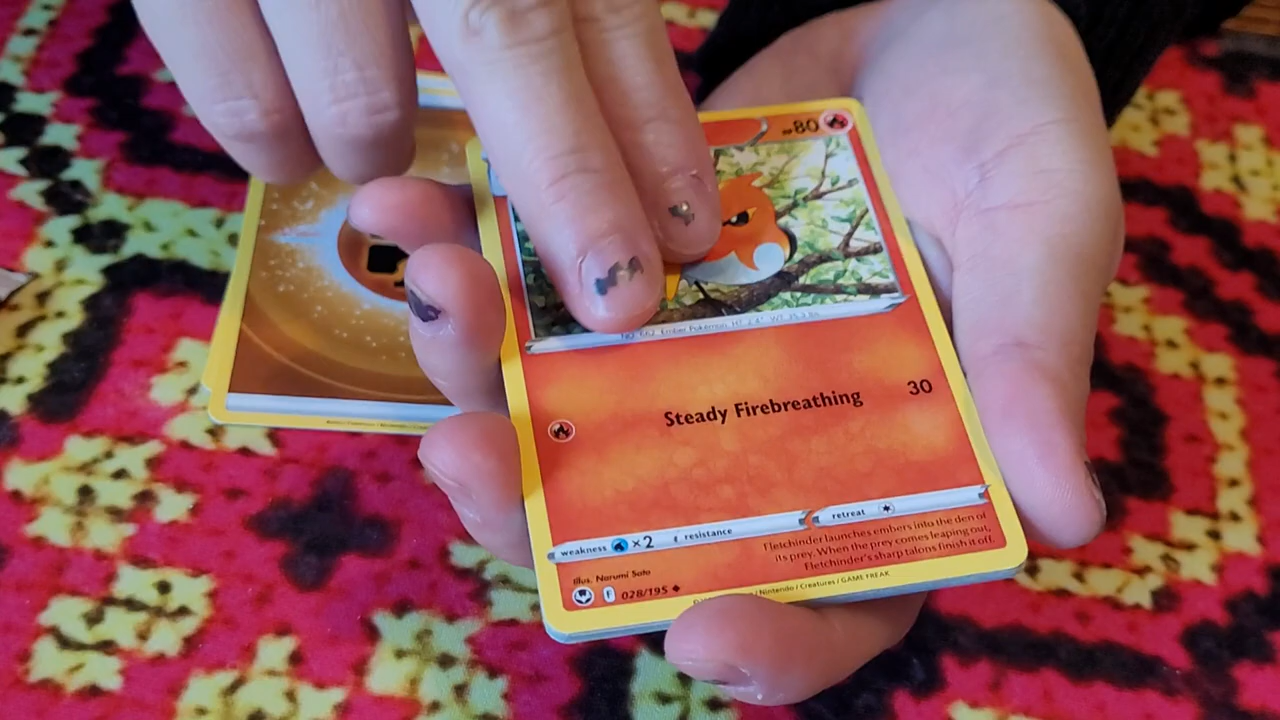 HP 80
NO. 662 Ember Pokémon HT 2'4" WT 35.3 lbs.
Steady Firebreathing 30
weakness ×2 resistance retreat
Fletchinder launches embers into the den of
its prey. When the prey comes leaping out,
Fletchinder's sharp talons finish it off.
Illus. Narumi Sato
028/195
/ Nintendo / Creatures / GAME FREAK